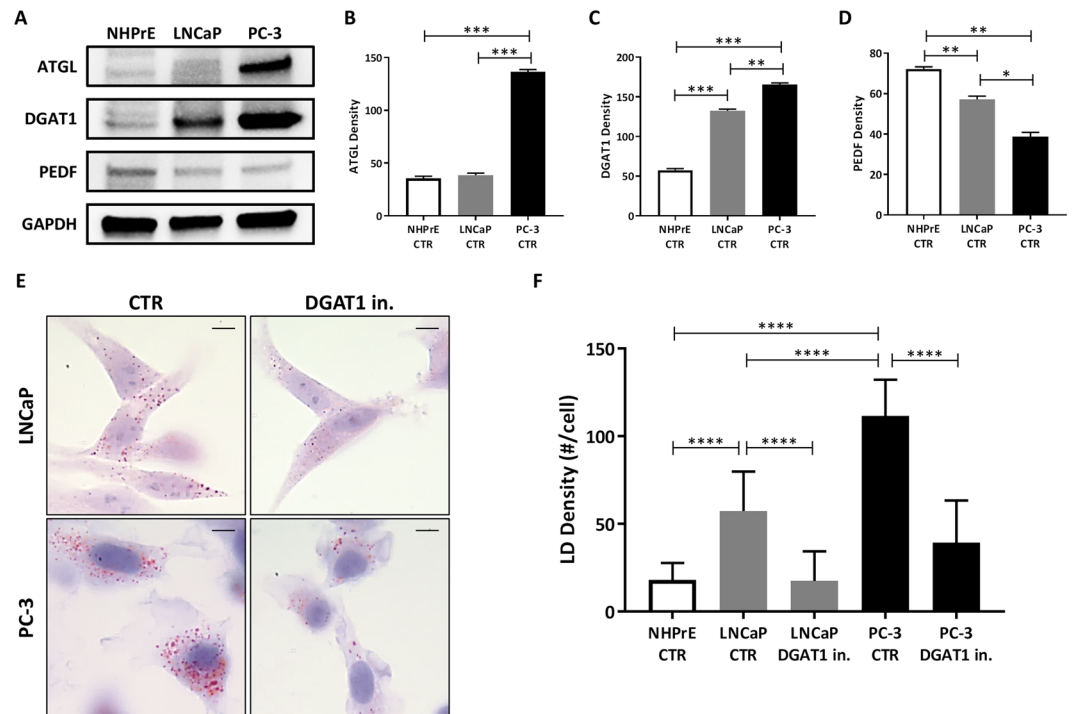 A
NHPrE LNCaP PC-3
ATGL
DGAT1
PEDF
GAPDH
B
ATGL Density
150
100
50
0
***
***
NHPrE CTR
LNCaP CTR
PC-3 CTR
C
DGAT1 Density
200
150
100
50
0
***
**
***
NHPrE CTR
LNCaP CTR
PC-3 CTR
D
PEDF Density
80
60
40
20
0
**
**
*
NHPrE CTR
LNCaP CTR
PC-3 CTR
E
CTR DGAT1 in.
LNCaP
PC-3
F
LD Density (#/cell)
150
100
50
0
****
****
****
****
****
NHPrE CTR
LNCaP CTR
LNCaP DGAT1 in.
PC-3 CTR
PC-3 DGAT1 in.